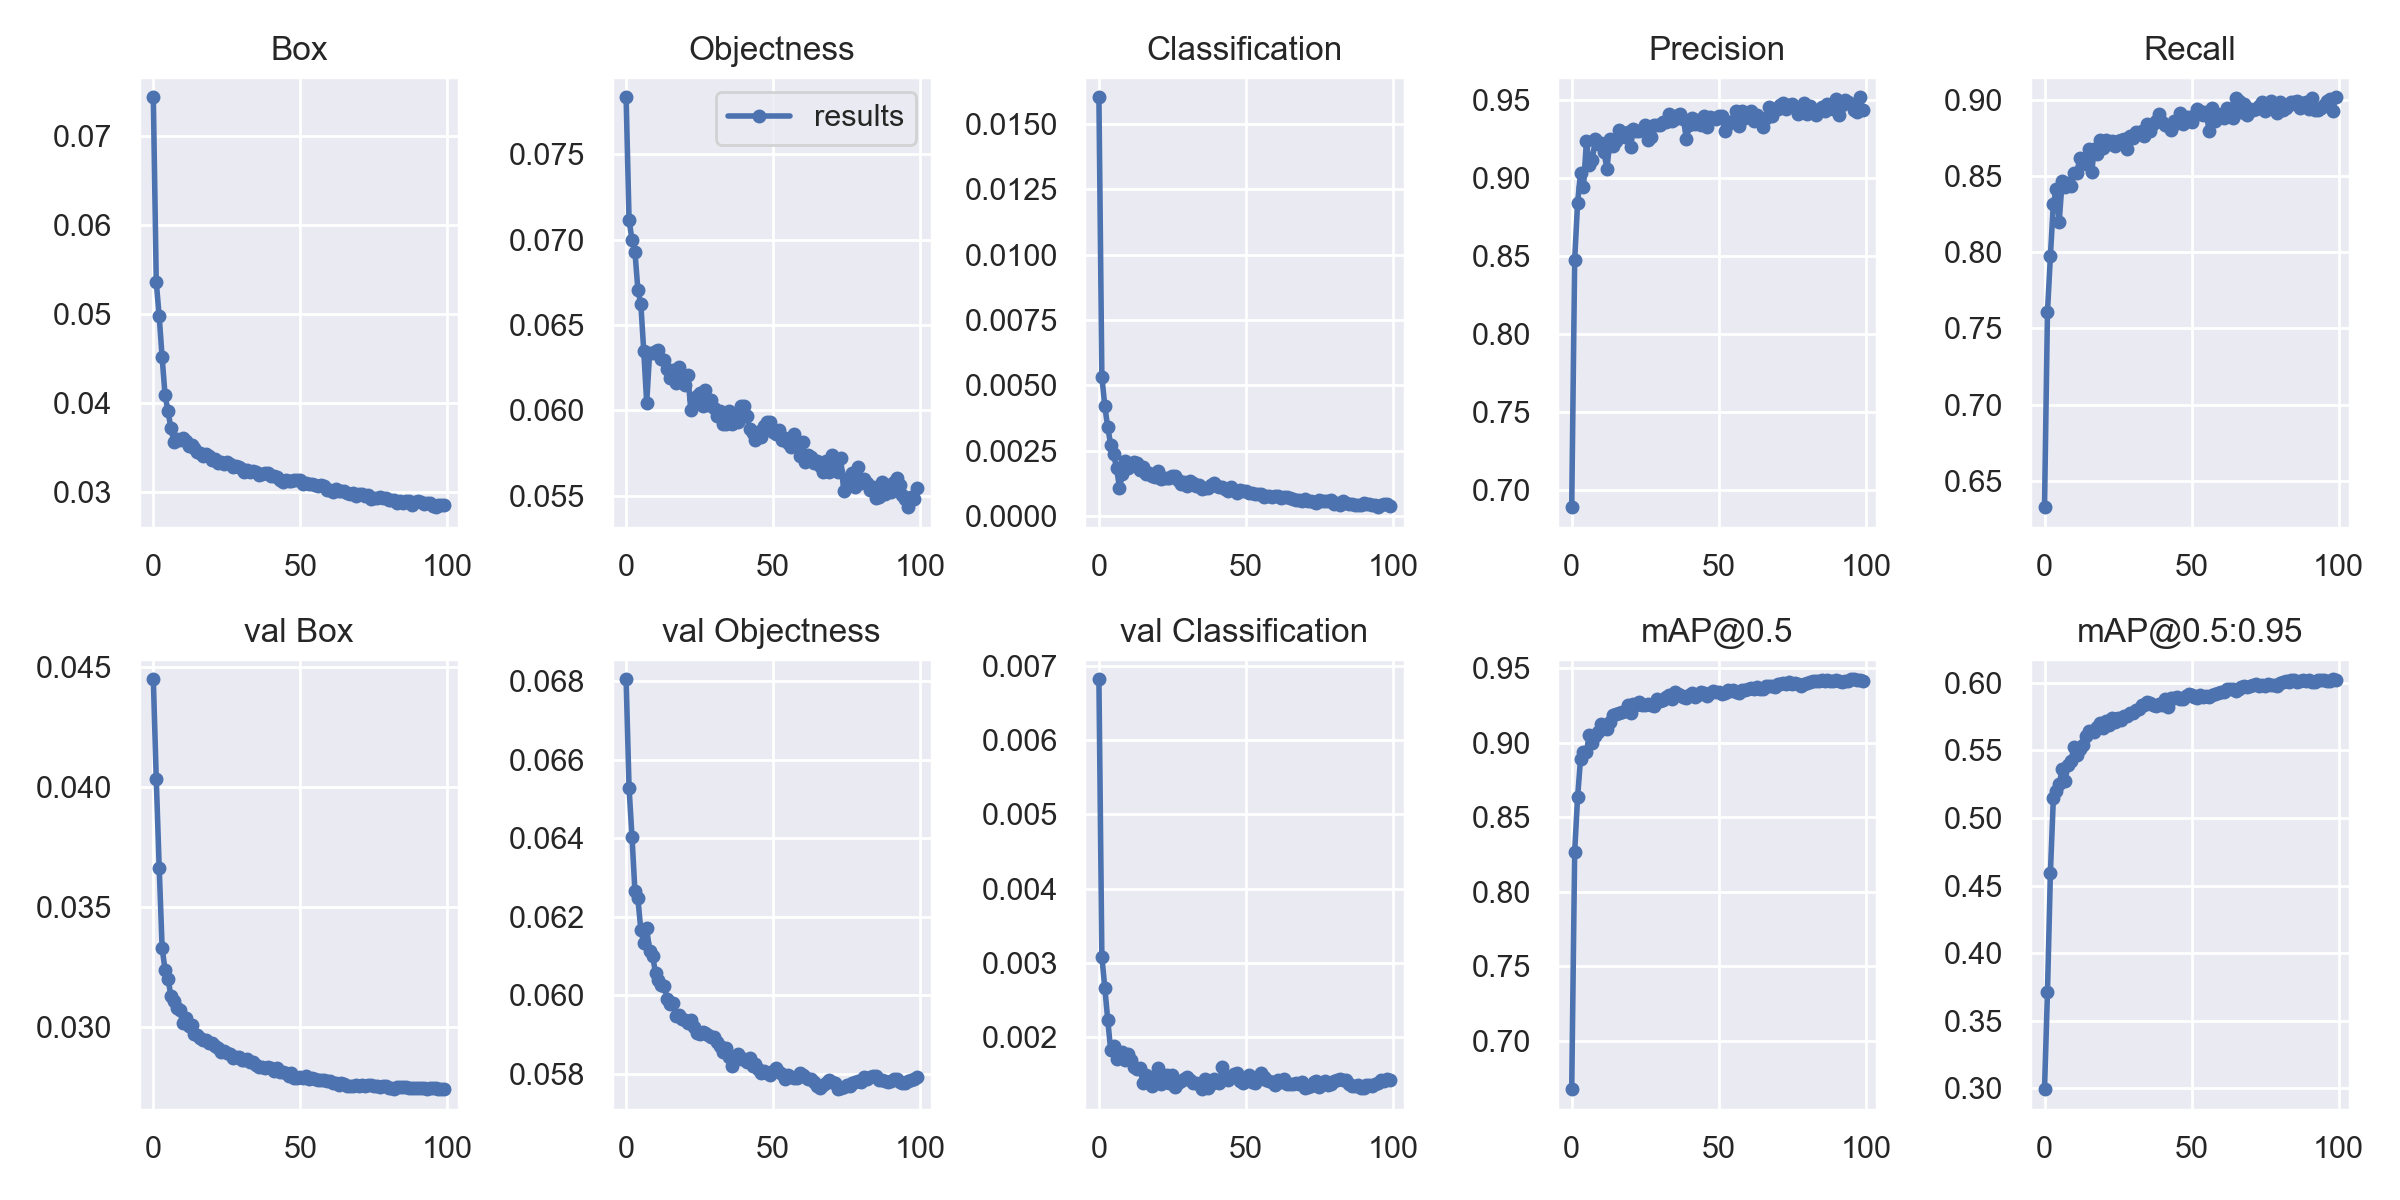 Box
0.07
0.06
0.05
0.04
0.03
0 50 100
Objectness
results
0.075
0.070
0.065
0.060
0.055
0 50 100
Classification
0.0150
0.0125
0.0100
0.0075
0.0050
0.0025
0.0000
0 50 100
Precision
0.95
0.90
0.85
0.80
0.75
0.70
0 50 100
Recall
0.90
0.85
0.80
0.75
0.70
0.65
0 50 100
val Box
0.045
0.040
0.035
0.030
0 50 100
val Objectness
0.068
0.066
0.064
0.062
0.060
0.058
0 50 100
val Classification
0.007
0.006
0.005
0.004
0.003
0.002
0 50 100
mAP@0.5
0.95
0.90
0.85
0.80
0.75
0.70
0 50 100
mAP@0.5:0.95
0.60
0.55
0.50
0.45
0.40
0.35
0.30
0 50 100